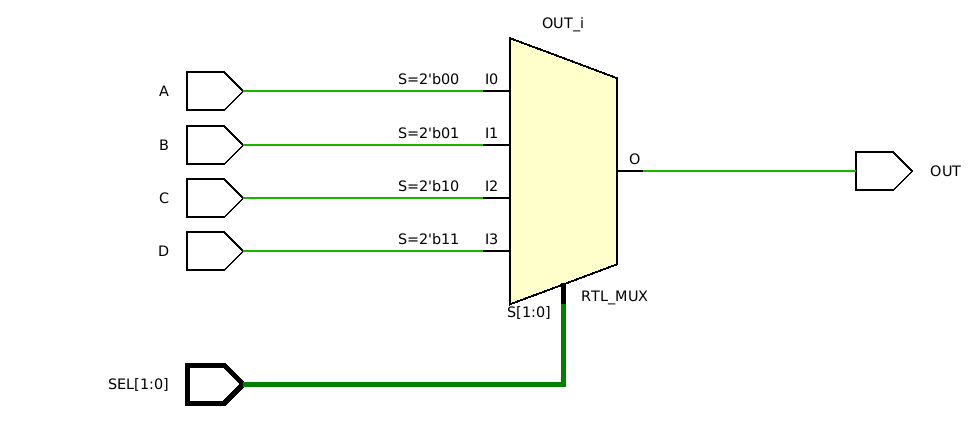 OUT_i
A
S=2'b00
I0
B
S=2'b01
I1
O
OUT
C
S=2'b10
I2
D
S=2'b11
I3
RTL_MUX
S[1:0]
SEL[1:0]